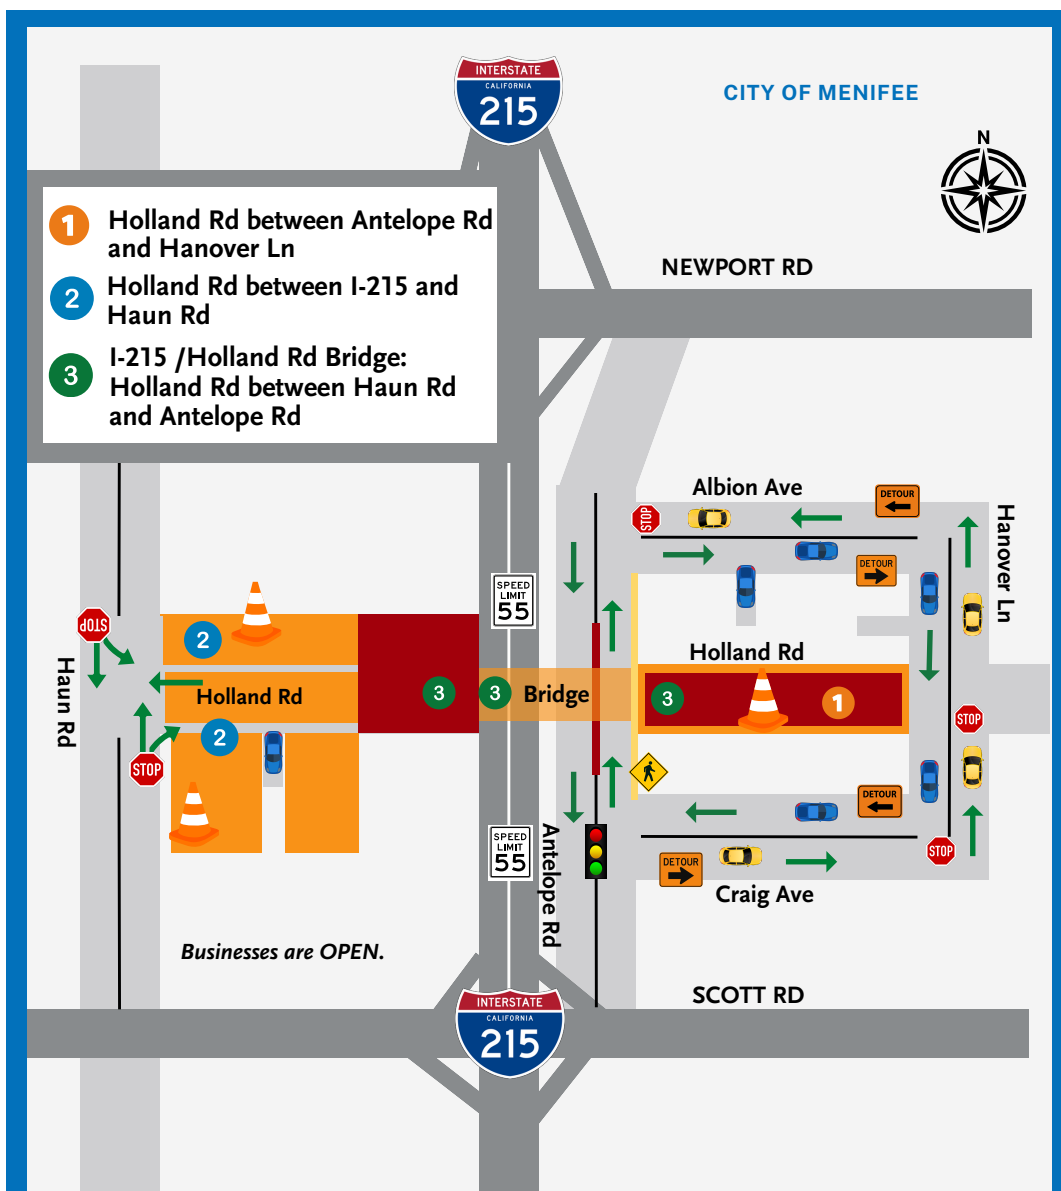 INTERSTATE
CALIFORNIA
215
CITY OF MENIFEE
N
1
Holland Rd between Antelope Rd
and Hanover Ln
2
Holland Rd between I-215 and
Haun Rd
3
I-215 /Holland Rd Bridge:
Holland Rd between Haun Rd
and Antelope Rd
NEWPORT RD
Albion Ave
DETOUR
STOP
Hanover Ln
DETOUR
SPEED
LIMIT
55
STOP
2
Holland Rd
Haun Rd
Holland Rd
3
3
Bridge
3
1
STOP
2
STOP
DETOUR
SPEED
LIMIT
55
Antelope Rd
STOP
DETOUR
Craig Ave
Businesses are OPEN.
SCOTT RD
INTERSTATE
CALIFORNIA
215